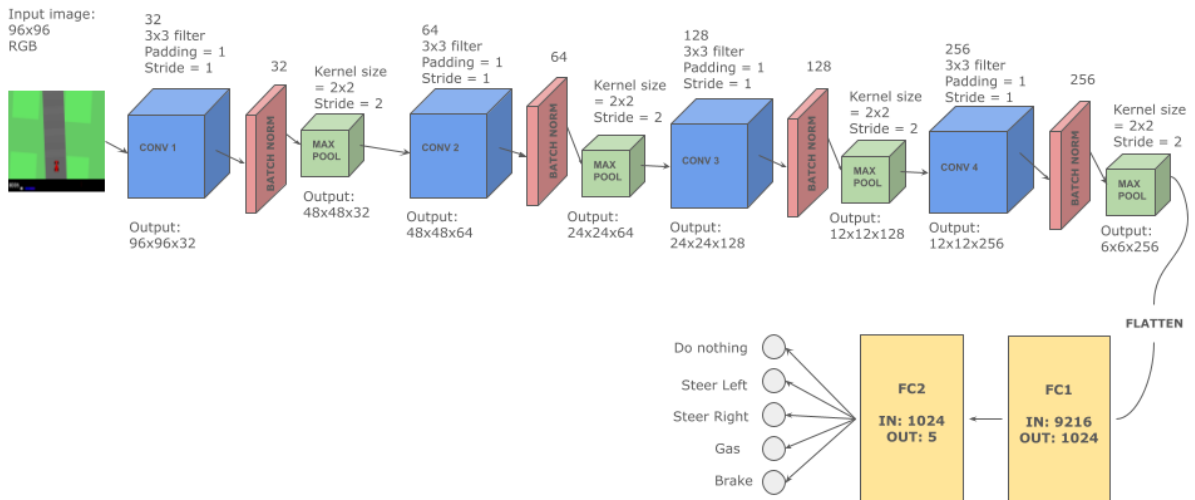 Input image:
96x96
RGB
32
3x3 filter
Padding = 1
Stride = 1
CONV 1
Output:
96x96x32
32
BATCH NORM
Kernel size
= 2x2
Stride = 2
MAX
POOL
Output:
48x48x32
64
3x3 filter
Padding = 1
Stride = 1
CONV 2
Output:
48x48x64
64
BATCH NORM
Kernel size
= 2x2
Stride = 2
MAX
POOL
Output:
24x24x64
128
3x3 filter
Padding = 1
Stride = 1
CONV 3
Output:
24x24x128
128
BATCH NORM
Kernel size
= 2x2
Stride = 2
MAX
POOL
Output:
12x12x128
256
3x3 filter
Padding = 1
Stride = 1
CONV 4
Output:
12x12x256
256
BATCH NORM
Kernel size
= 2x2
Stride = 2
MAX
POOL
Output:
6x6x256
FLATTEN
FC1
IN: 9216
OUT: 1024
FC2
IN: 1024
OUT: 5
Do nothing
Steer Left
Steer Right
Gas
Brake